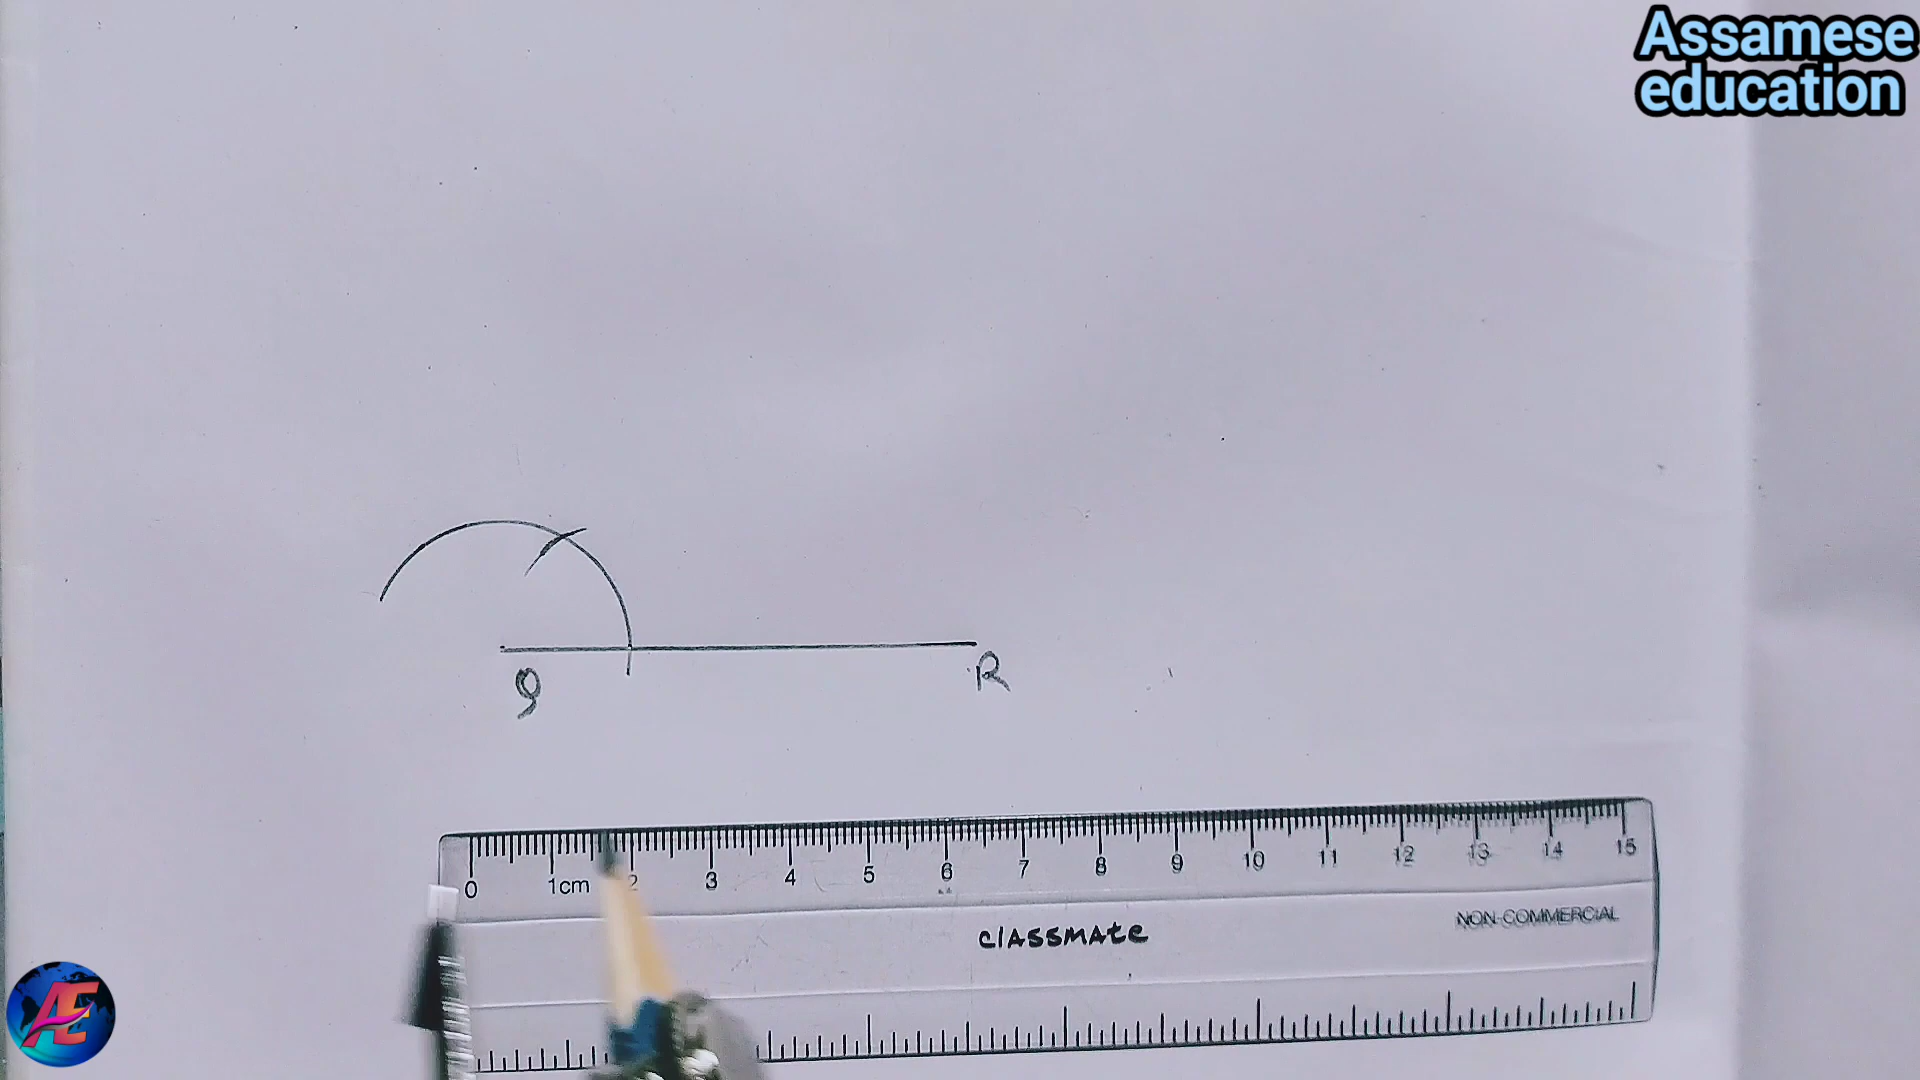 Assamese
education
Q
R
0 1cm 2 3 4 5 6 7 8 9 10 11 12 13 14 15
classmate
NON-COMMERCIAL
AE